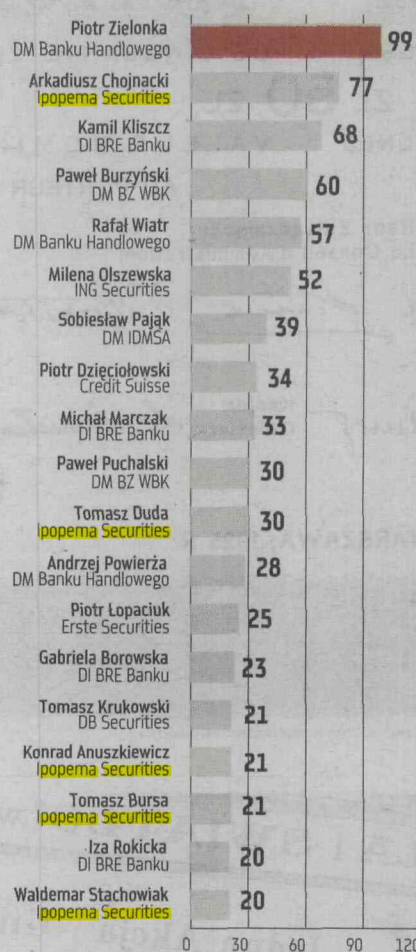 Piotr Zielonka
DM Banku Handlowego
99
Arkadiusz Chojnacki
Ipopema Securities
77
Kamil Kliszcz
DI BRE Banku
68
Paweł Burzyński
DM BZ WBK
60
Rafał Wiatr
DM Banku Handlowego
57
Milena Olszewska
ING Securities
52
Sobiesław Pająk
DM IDMSA
39
Piotr Dzięciołowski
Credit Suisse
34
Michał Marczak
DI BRE Banku
33
Paweł Puchalski
DM BZ WBK
30
Tomasz Duda
Ipopema Securities
30
Andrzej Powierża
DM Banku Handlowego
28
Piotr Łopaciuk
Erste Securities
25
Gabriela Borowska
DI BRE Banku
23
Tomasz Krukowski
DB Securities
21
Konrad Anuszkiewicz
Ipopema Securities
21
Tomasz Bursa
Ipopema Securities
21
Iza Rokicka
DI BRE Banku
20
Waldemar Stachowiak
Ipopema Securities
20
0 30 60 90 120